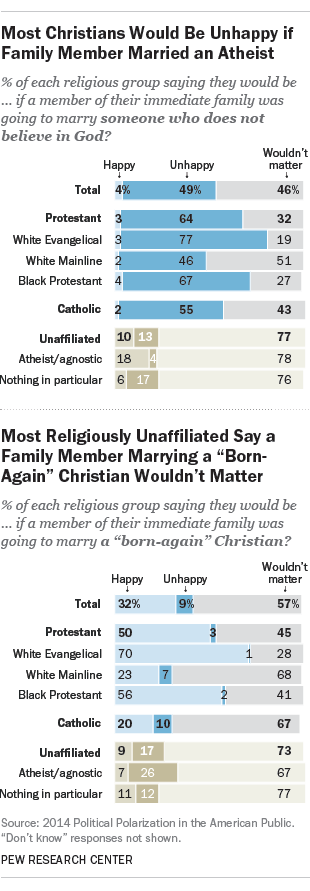 Most Christians Would Be Unhappy if
Family Member Married an Atheist
% of each religious group saying they would be
... if a member of their immediate family was
going to marry someone who does not
believe in God?
Happy Unhappy Wouldn't
matter
Total 4% 49% 46%
Protestant 3 64 32
White Evangelical 3 77 19
White Mainline 2 46 51
Black Protestant 4 67 27
Catholic 2 55 43
Unaffiliated 10 13 77
Atheist/agnostic 18 4 78
Nothing in particular 6 17 76
Most Religiously Unaffiliated Say a
Family Member Marrying a “Born-
Again” Christian Wouldn’t Matter
% of each religious group saying they would be
... if a member of their immediate family was
going to marry a “born-again” Christian?
Happy Unhappy Wouldn't
matter
Total 32% 9% 57%
Protestant 50 3 45
White Evangelical 70 1 28
White Mainline 23 7 68
Black Protestant 56 2 41
Catholic 20 10 67
Unaffiliated 9 17 73
Atheist/agnostic 7 26 67
Nothing in particular 11 12 77
Source: 2014 Political Polarization in the American Public.
“Don’t know” responses not shown.
PEW RESEARCH CENTER